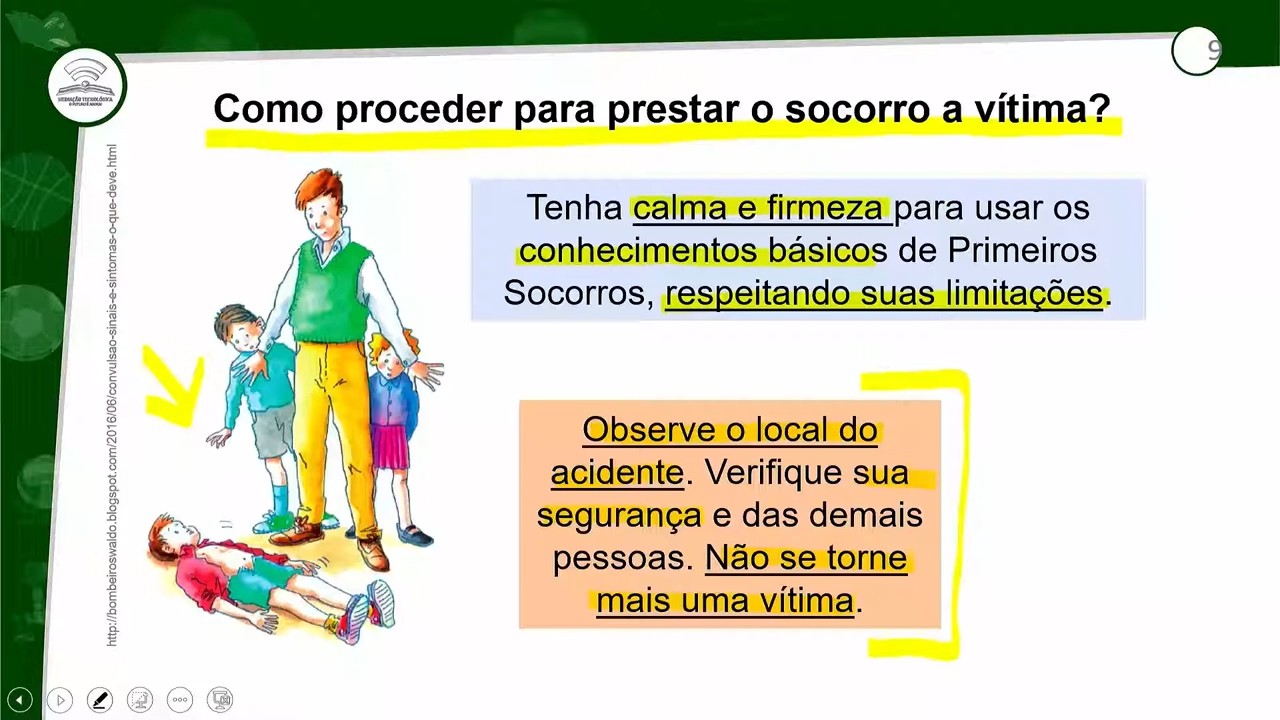 9
MEDIAÇÃO TECNOLÓGICA
Como proceder para prestar o socorro a vítima?
http://bombeiroswaldo.blogspot.com/2016/06/convulsao-sinais-e-sintomas-o-que-deve.html
Tenha calma e firmeza para usar os
conhecimentos básicos de Primeiros
Socorros, respeitando suas limitações.
Observe o local do
acidente. Verifique sua
segurança e das demais
pessoas. Não se torne
mais uma vítima.